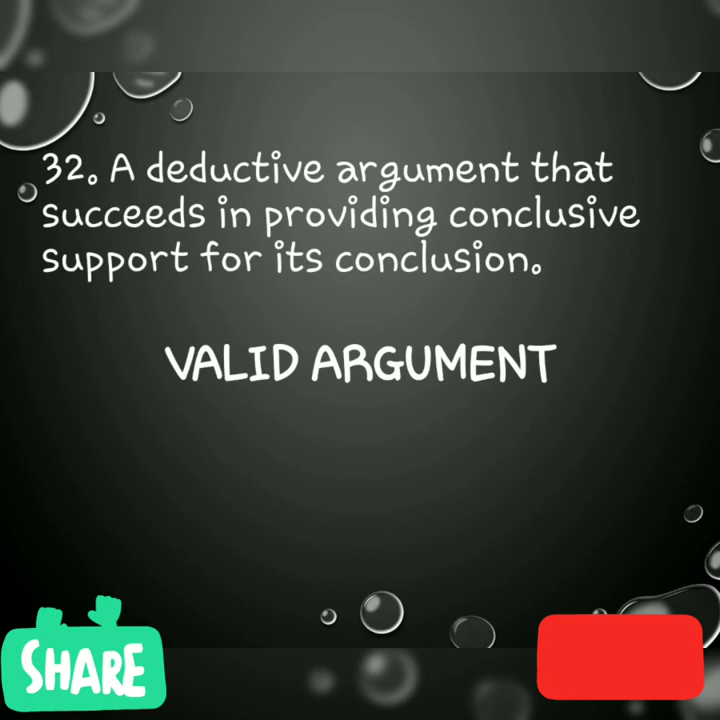 32. A deductive argument that
succeeds in providing conclusive
support for its conclusion.
VALID ARGUMENT
SHARE